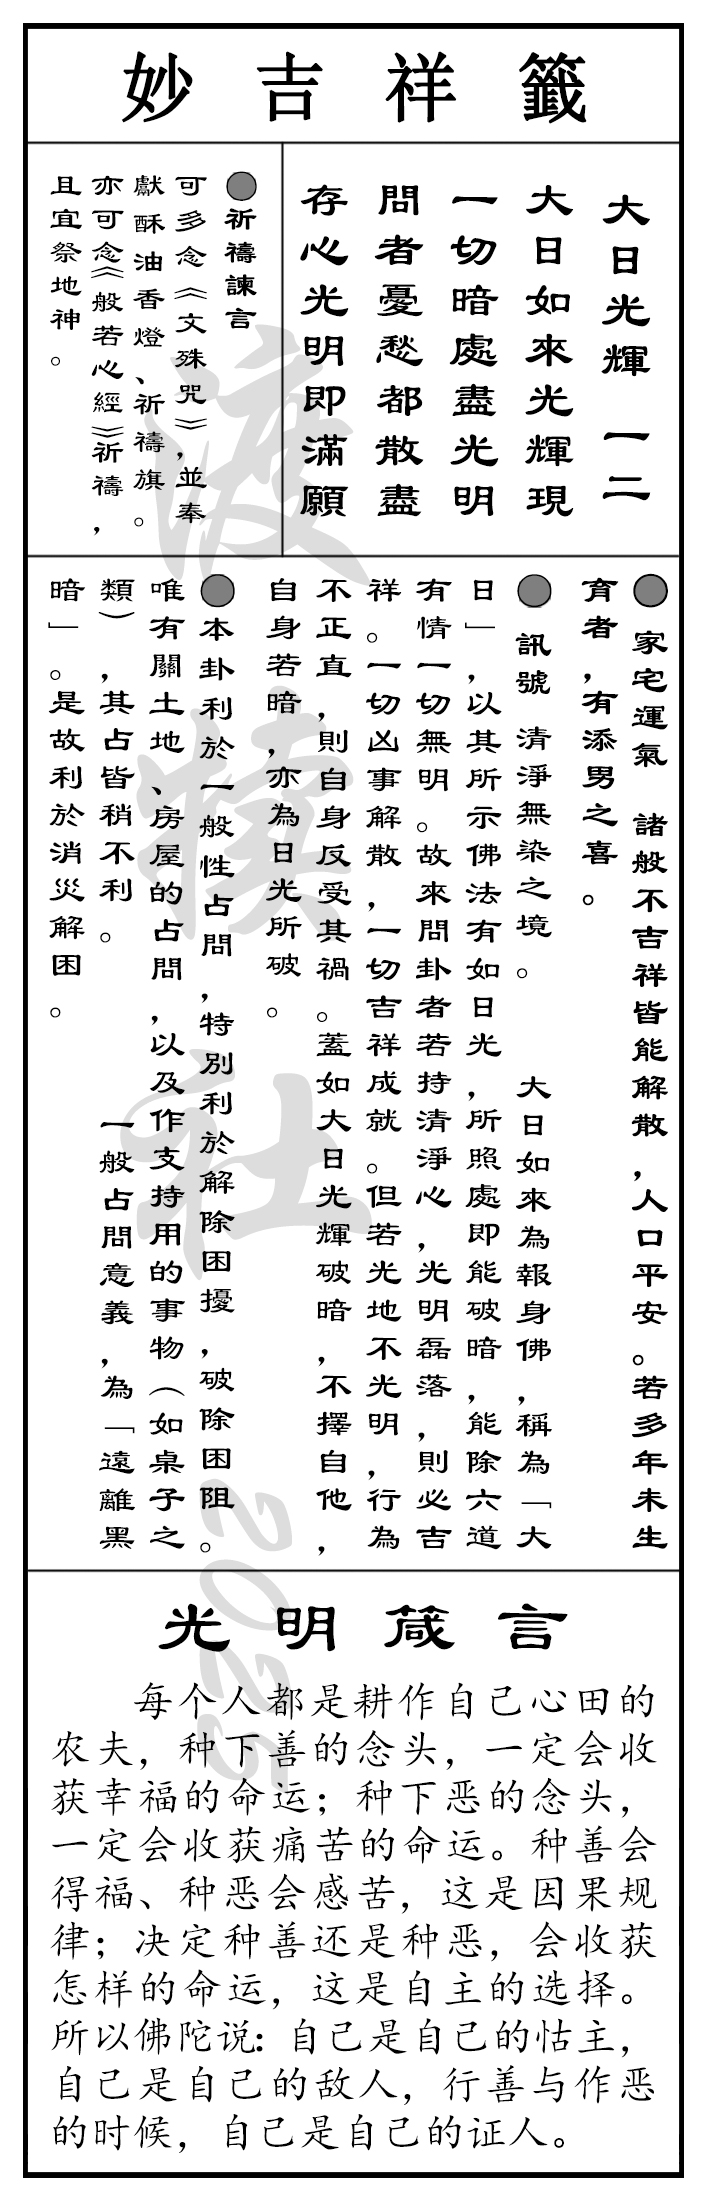 妙吉祥籤
大日光輝 一二
大日如來光輝現
一切暗處盡光明
問者憂愁都散盡
存心光明即滿願
●祈禱諫言
可多念《文殊咒》，並奉
獻酥油香燈、祈禱旗。
亦可念《般若心經》祈禱，
且宜祭地神。
● 家宅運氣 諸般不吉祥皆能解散，人口平安。若多年未生
育者，有添男之喜。
● 訊號 清淨無染之境。 大日如來為報身佛，稱為「大
日」，以其所示佛法有如日光，所照處即能破暗，能除六道
有情一切無明。故來問卦者若持清淨心，光明磊落，則必吉
祥。一切凶事解散，一切吉祥成就。但若光地不光明，行為
不正直，則自身反受其禍。蓋如大日光輝破暗，不擇自他，
自身若暗，亦為日光所破。
●本卦利於一般性占問，特別利於解除困擾，破除困阻。
唯有關土地、房屋的占問，以及作支持用的事物（如桌子之
類），其占皆稍不利。 一般占問意義，為「遠離黑
暗」。是故利於消災解困。
光明箴言
每个人都是耕作自己心田的
农夫，种下善的念头，一定会收
获幸福的命运；种下恶的念头，
一定会收获痛苦的命运。种善会
得福、种恶会感苦，这是因果规
律；决定种善还是种恶，会收获
怎样的命运，这是自主的选择。
所以佛陀说：自己是自己的怙主，
自己是自己的敌人，行善与作恶
的时候，自己是自己的证人。
渡犊社2025